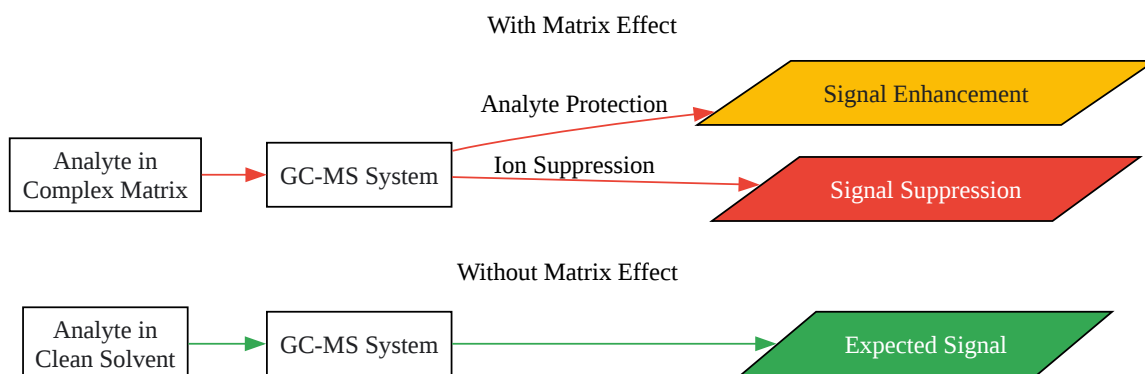 With Matrix Effect
Analyte Protection
Signal Enhancement
Analyte in
Complex Matrix
GC-MS System
Ion Suppression
Signal Suppression
Without Matrix Effect
Analyte in
Clean Solvent
GC-MS System
Expected Signal